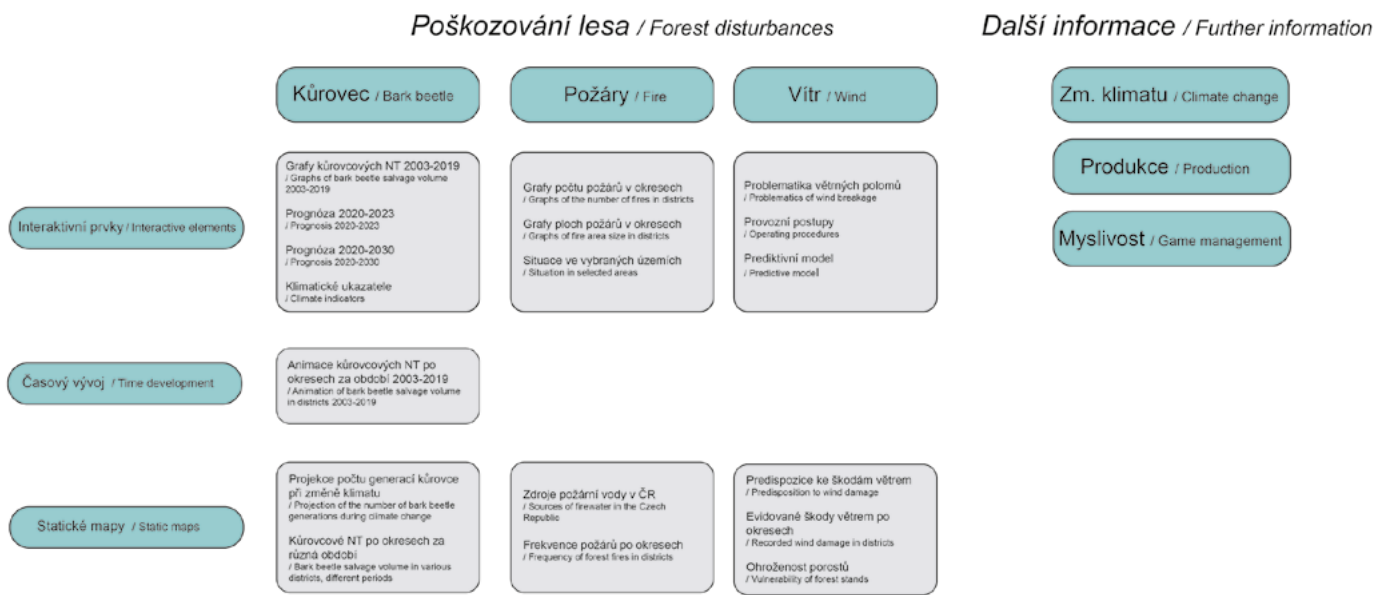 Poškozování lesa / Forest disturbances
Další informace / Further information
Kůrovec / Bark beetle
Požáry / Fire
Vítr / Wind
Zm. klimatu / Climate change
Produkce / Production
Myslivost / Game management
Interaktivní prvky / Interactive elements
Grafy kůrovcových NT 2003-2019
/ Graphs of bark beetle salvage volume
2003-2019
Prognóza 2020-2023
/ Prognosis 2020-2023
Prognóza 2020-2030
/ Prognosis 2020-2030
Klimatické ukazatele
/ Climate indicators
Grafy počtu požárů v okresech
/ Graphs of the number of fires in districts
Grafy ploch požárů v okresech
/ Graphs of fire area size in districts
Situace ve vybraných územích
/ Situation in selected areas
Problematika větrných polomů
/ Problematics of wind breakage
Provozní postupy
/ Operating procedures
Prediktivní model
/ Predictive model
Časový vývoj / Time development
Animace kůrovcových NT po
okresech za období 2003-2019
/ Animation of bark beetle salvage volume
in districts 2003-2019
Statické mapy / Static maps
Projekce počtu generací kůrovce
při změně klimatu
/ Projection of the number of bark beetle
generations during climate change
Kůrovcové NT po okresech za
různá období
/ Bark beetle salvage volume in various
districts, different periods
Zdroje požární vody v ČR
/ Sources of firewater in the Czech
Republic
Frekvence požárů po okresech
/ Frequency of forest fires in districts
Predispozice ke škodám větrem
/ Predisposition to wind damage
Evidované škody větrem po
okresech
/ Recorded wind damage in districts
Ohroženost porostů
/ Vulnerability of forest stands